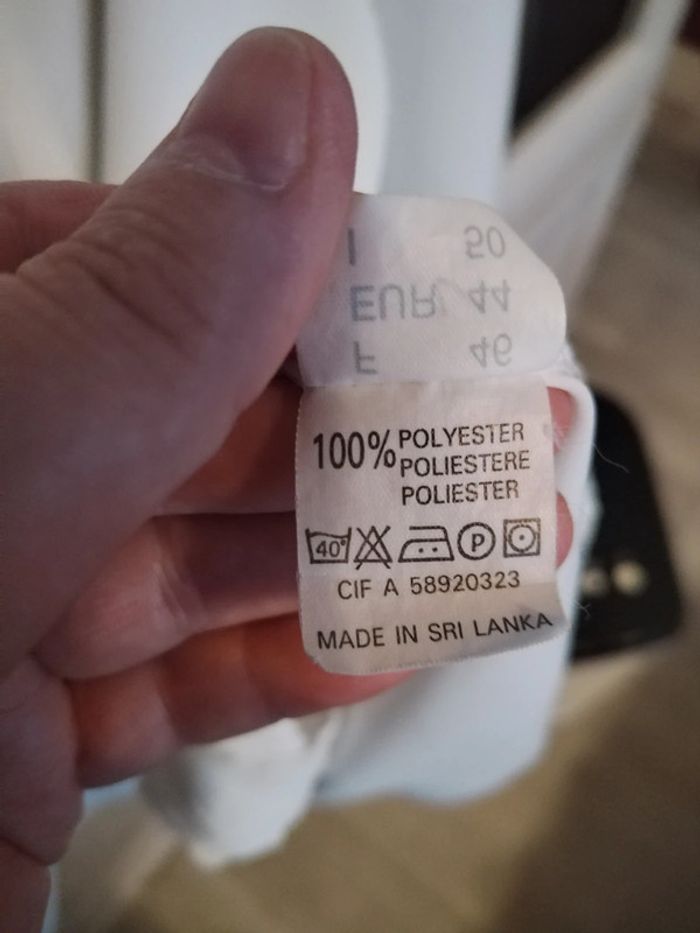 I 50
EUR 44
F 46
100% POLYESTER
POLIESTERE
POLIESTER
40° P
CIF A 58920323
MADE IN SRI LANKA